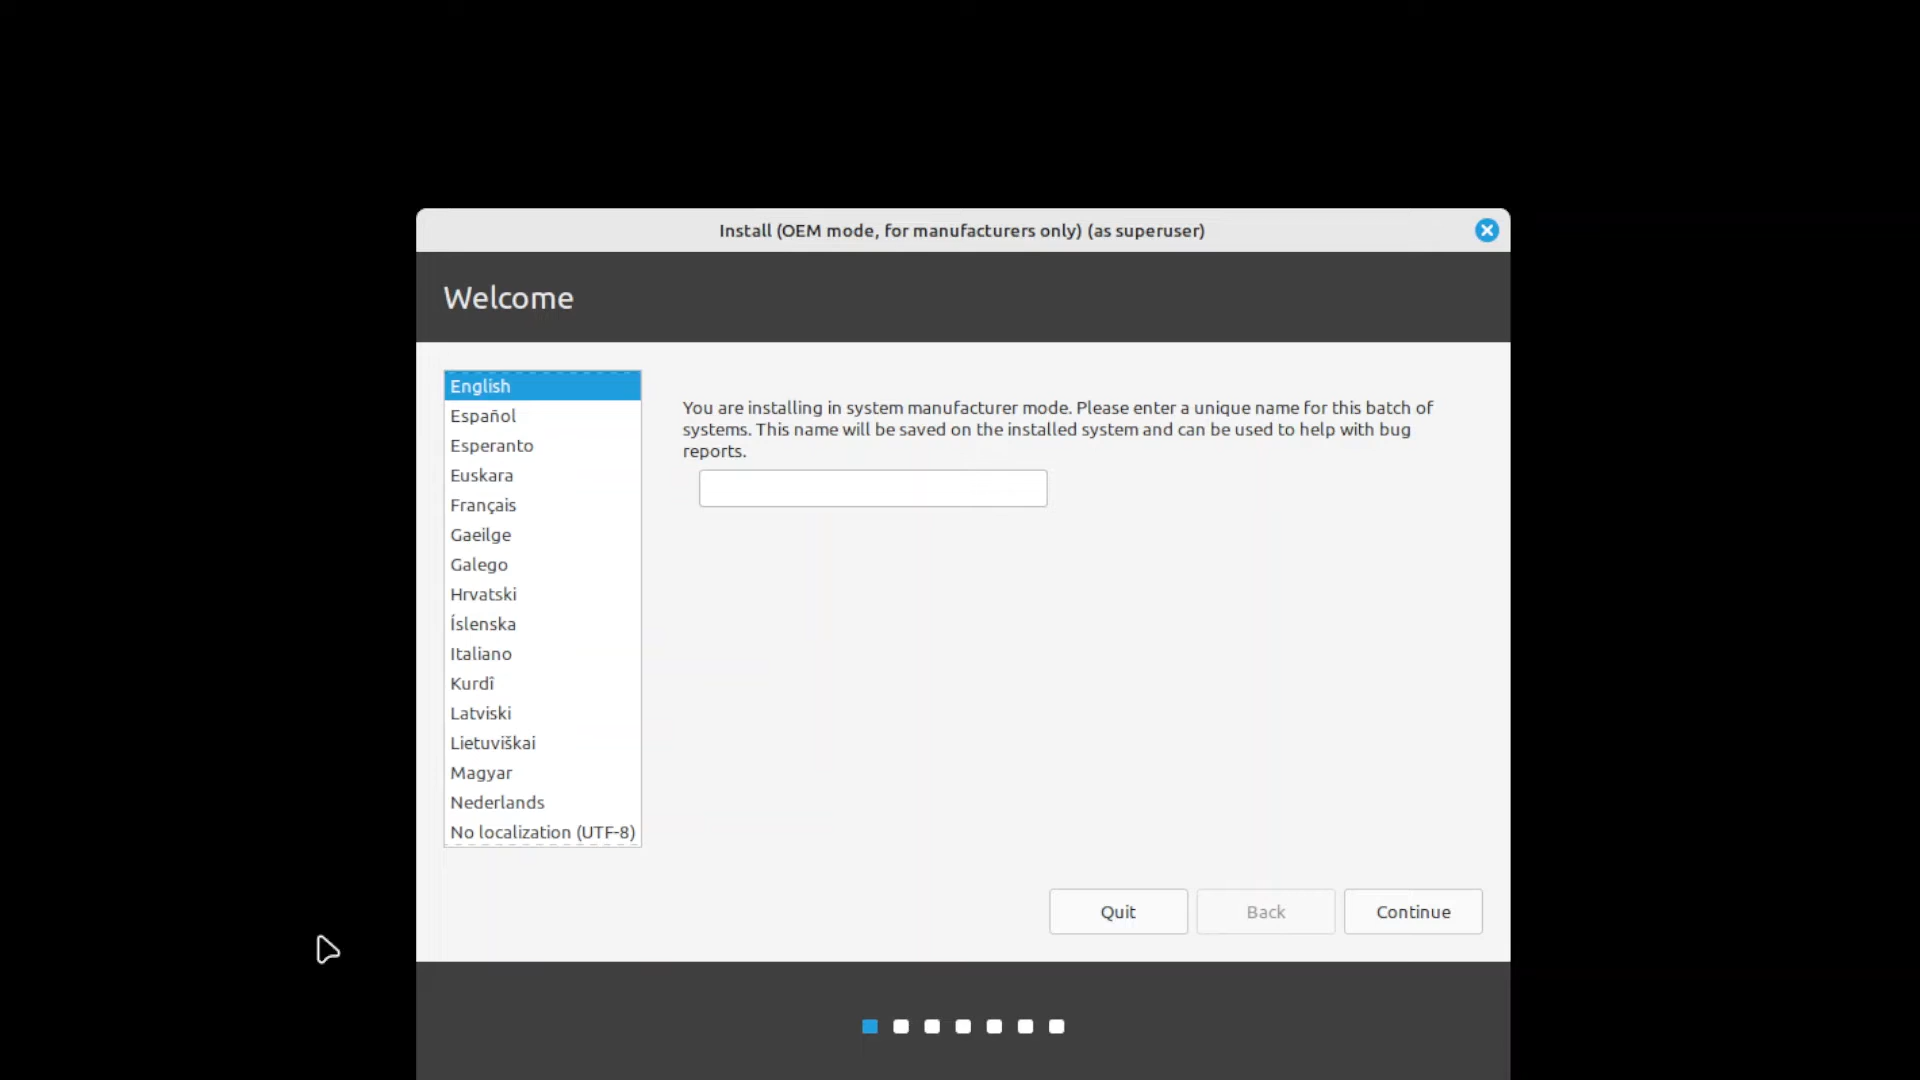 Install (OEM mode, for manufacturers only) (as superuser)
Welcome
English
Español
Esperanto
Euskara
Français
Gaeilge
Galego
Hrvatski
Íslenska
Italiano
Kurdî
Latviski
Lietuviškai
Magyar
Nederlands
No localization (UTF-8)
You are installing in system manufacturer mode. Please enter a unique name for this batch of
systems. This name will be saved on the installed system and can be used to help with bug
reports.
Quit
Back
Continue